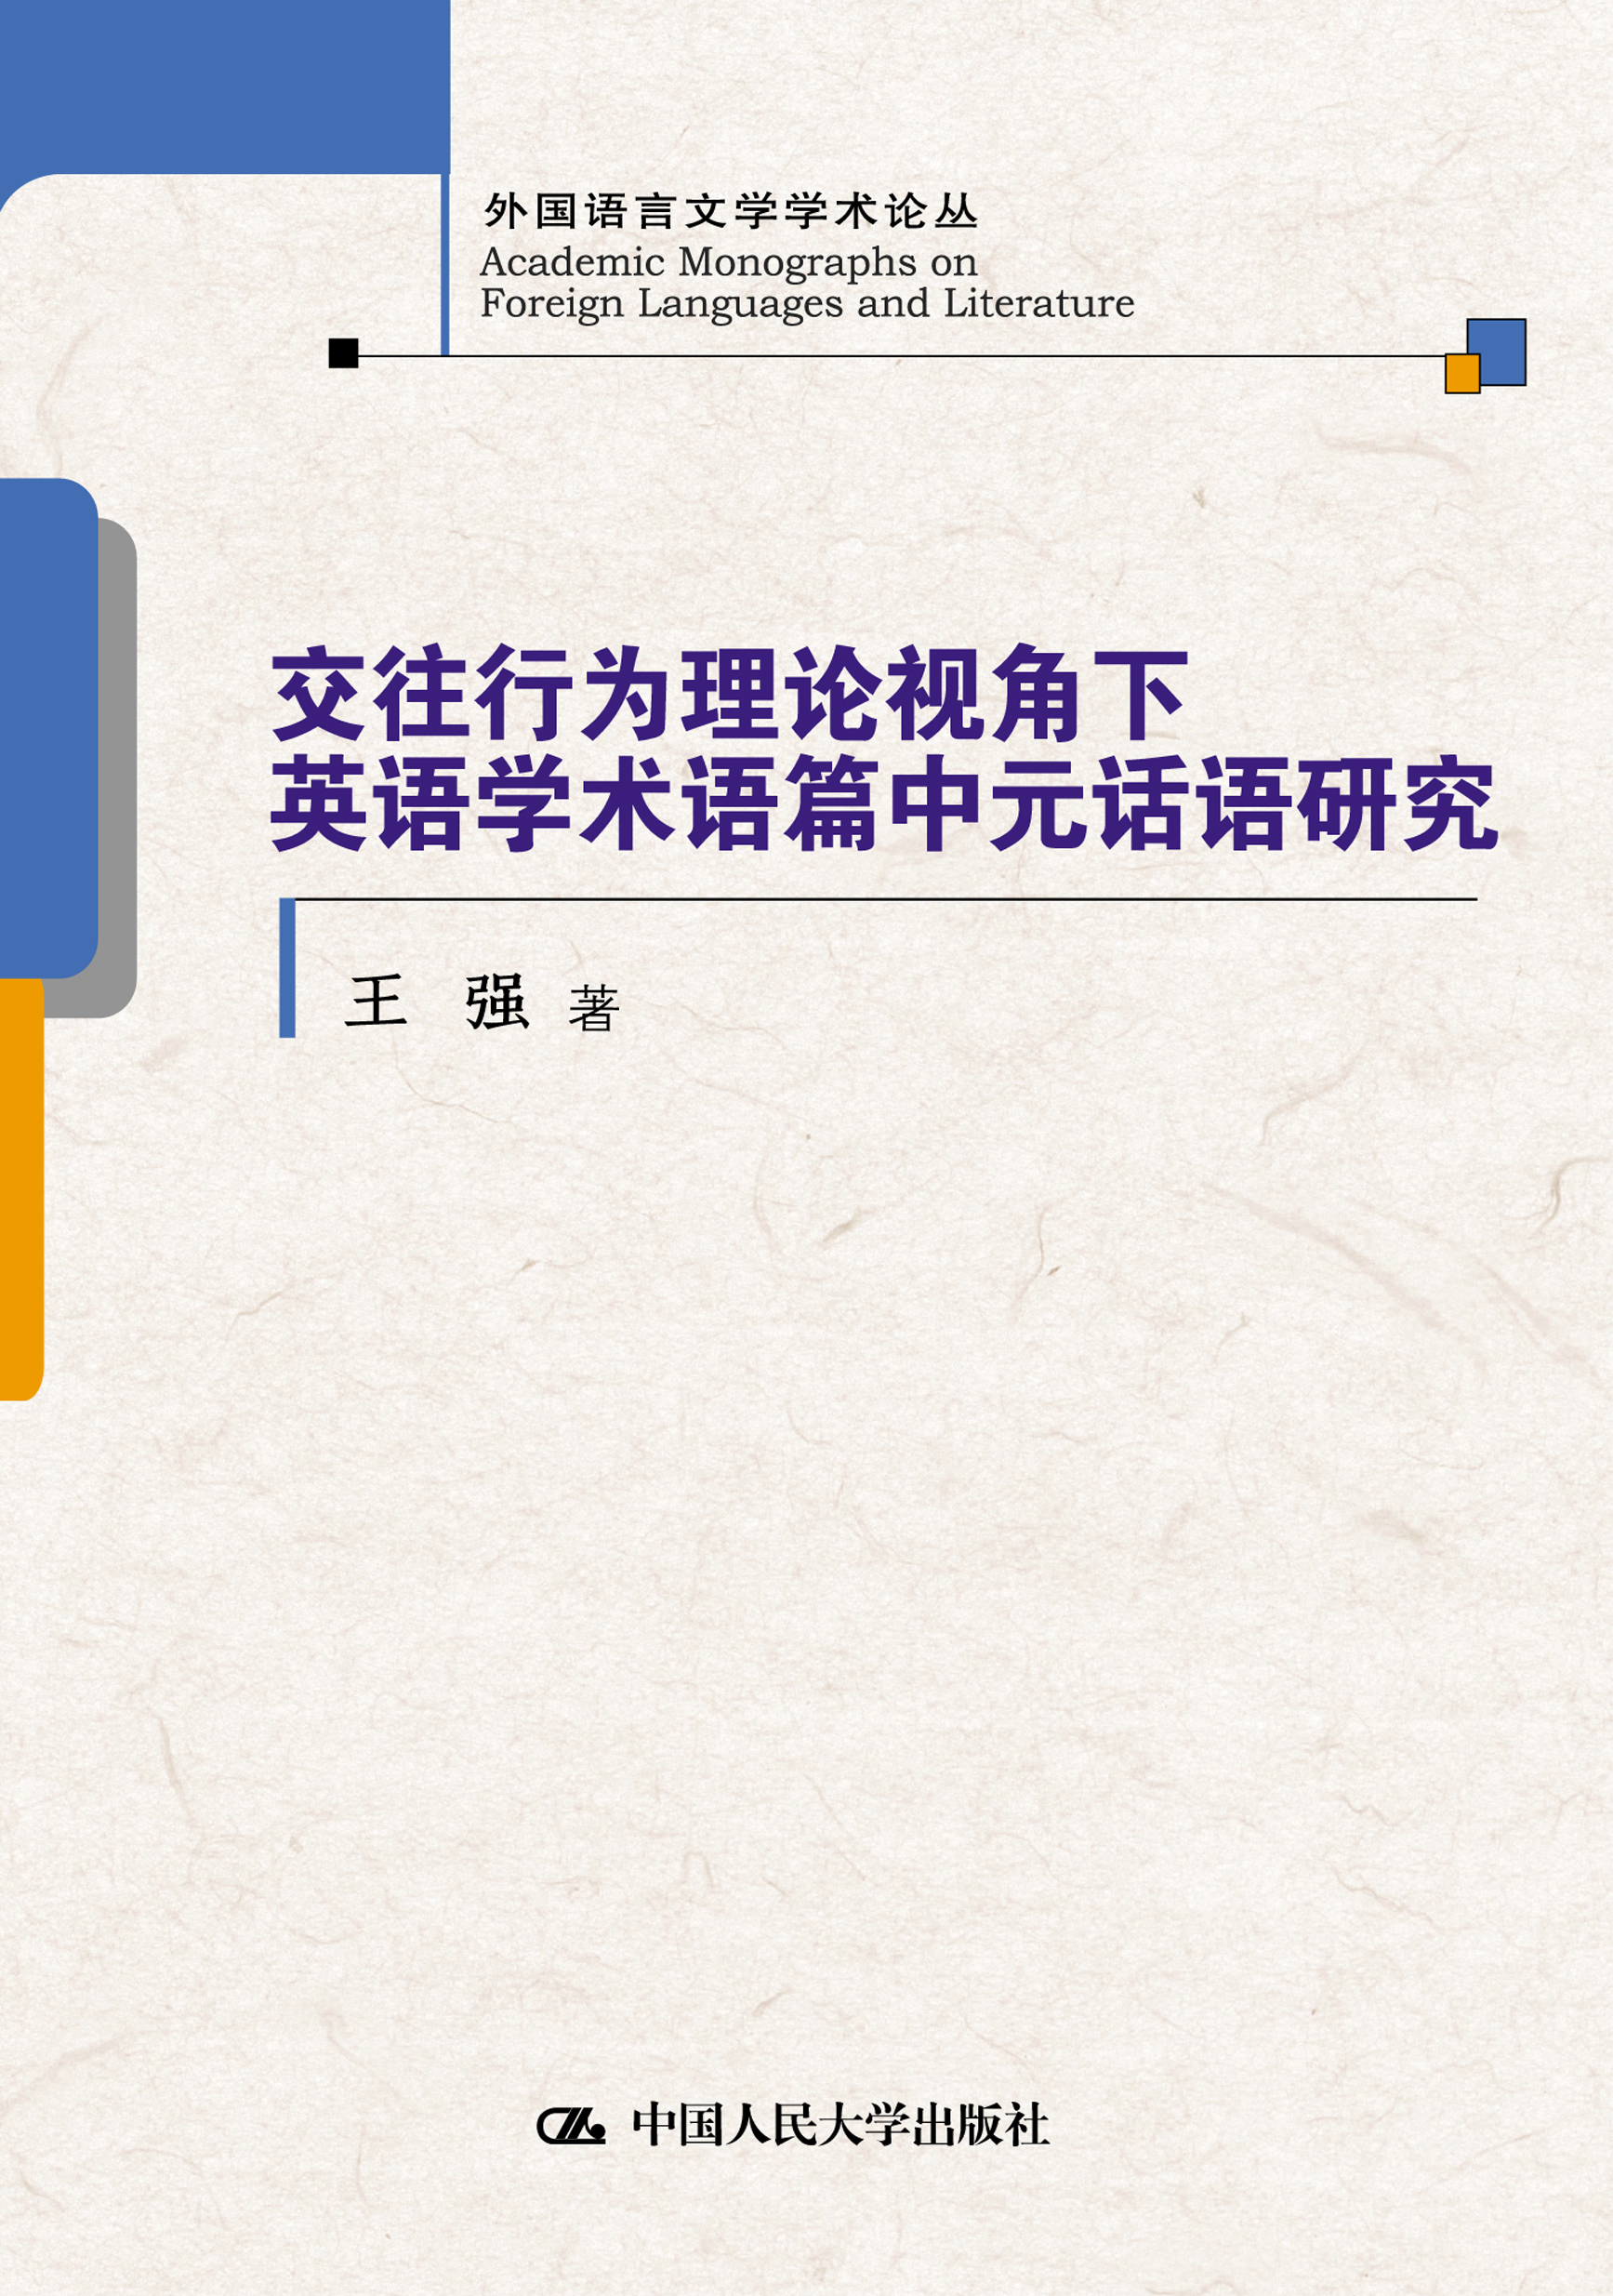 外国语言文学学术论丛
Academic Monographs on
Foreign Languages and Literature
交往行为理论视角下
英语学术语篇中元话语研究
王 强 著
中国人民大学出版社